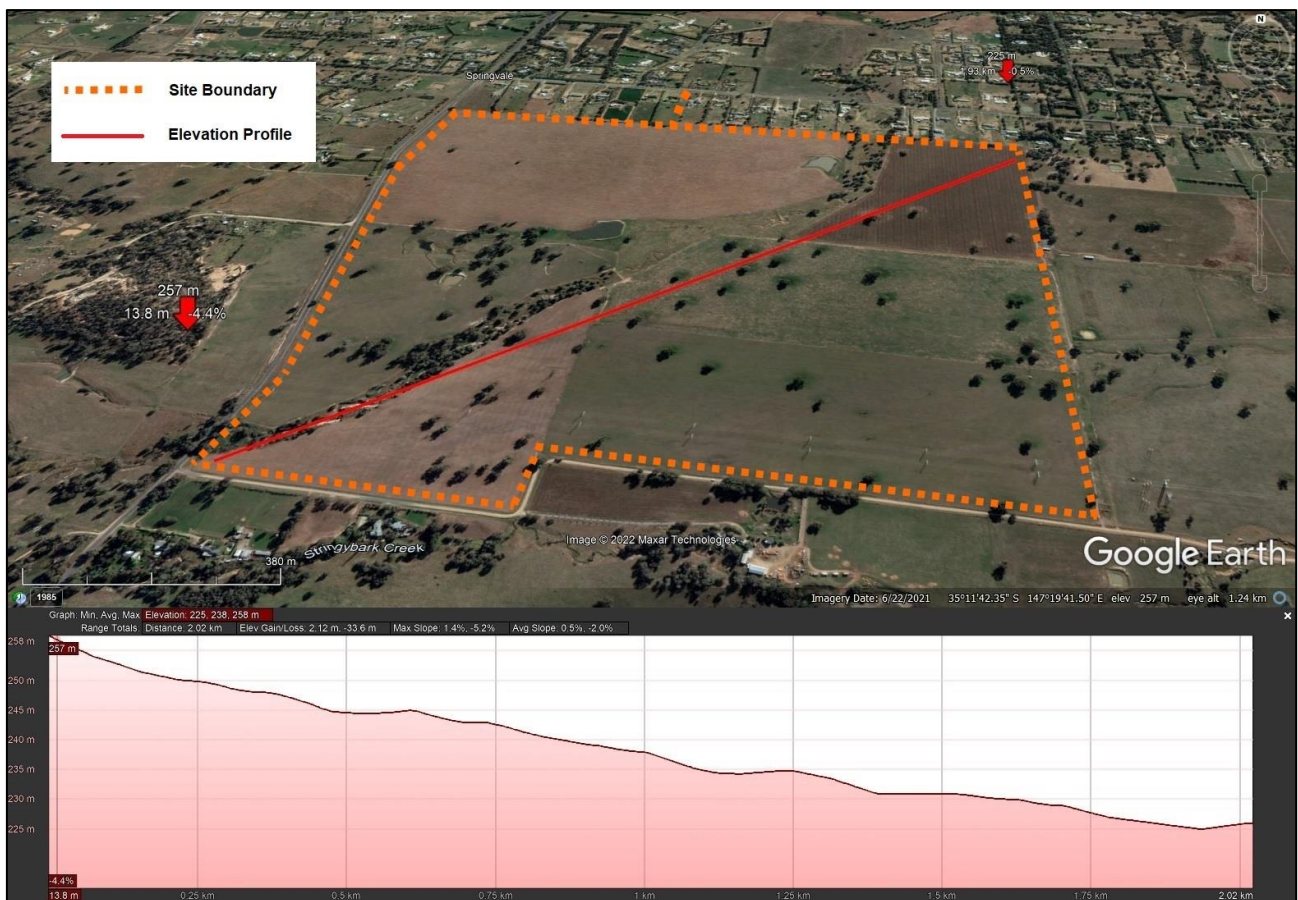 N
Springvale
225 m
1.93 km -0.5%
Site Boundary
Elevation Profile
257 m
13.8 m -4.4%
Stringybark Creek
Image © 2022 Maxar Technologies
380 m
Google Earth
1985
Imagery Date: 6/22/2021 35°11'42.35" S 147°19'41.50" E elev 257 m eye alt 1.24 km
Graph: Min, Avg, Max Elevation: 225, 238, 258 m
Range Totals: Distance: 2.02 km Elev Gain/Loss: 2.12 m, -33.6 m Max Slope: 1.4%, -5.2% Avg Slope: 0.5%, -2.0%
258 m
257 m
250 m
245 m
240 m
235 m
230 m
225 m
-4.4%
13.8 m 0.25 km 0.5 km 0.75 km 1 km 1.25 km 1.5 km 1.75 km 2.02 km